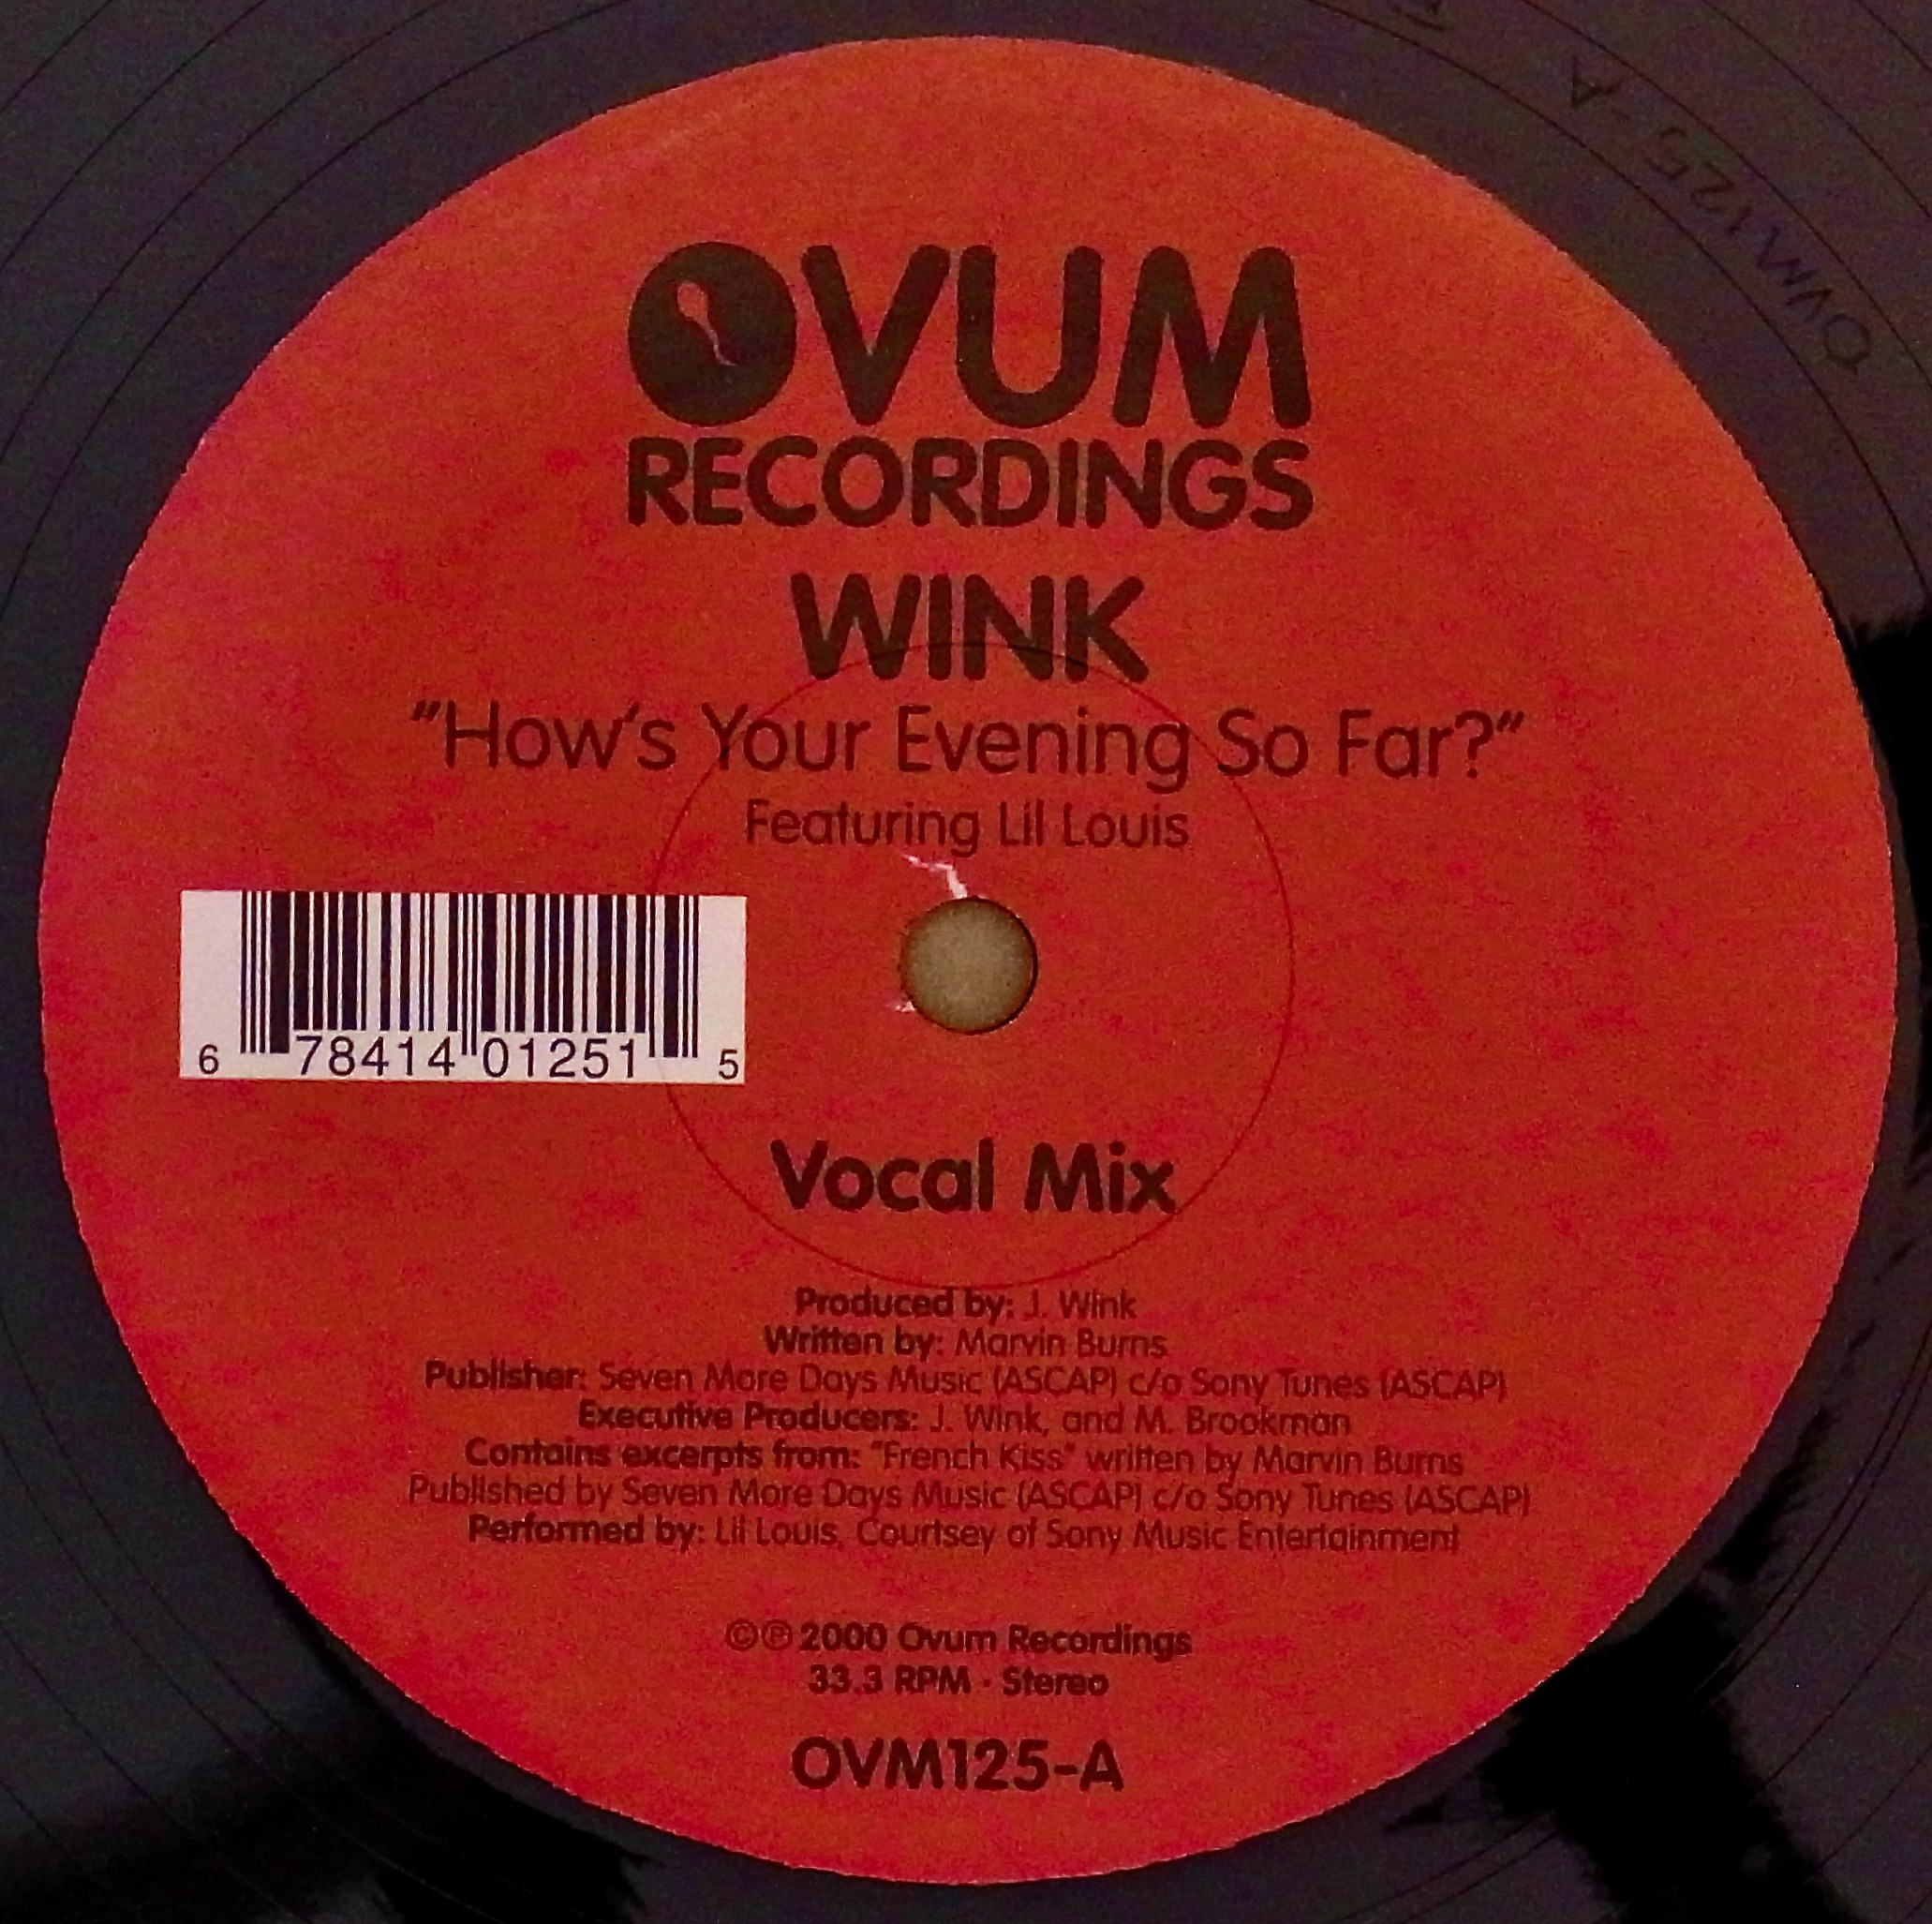 OVM125 - A
OVUM
RECORDINGS
WINK
"How's Your Evening So Far?"
Featuring Lil Louis
6 78414 01251 5
Vocal Mix
Produced by: J. Wink
Written by: Marvin Burns
Publisher: Seven More Days Music (ASCAP) c/o Sony Tunes (ASCAP)
Executive Producers: J. Wink, and M. Brookman
Contains excerpts from: "French Kiss" written by Marvin Burns
Published by Seven More Days Music (ASCAP) c/o Sony Tunes (ASCAP)
Performed by: Lil Louis, Courtsey of Sony Music Entertainment
©℗ 2000 Ovum Recordings
33.3 RPM · Stereo
OVM125-A